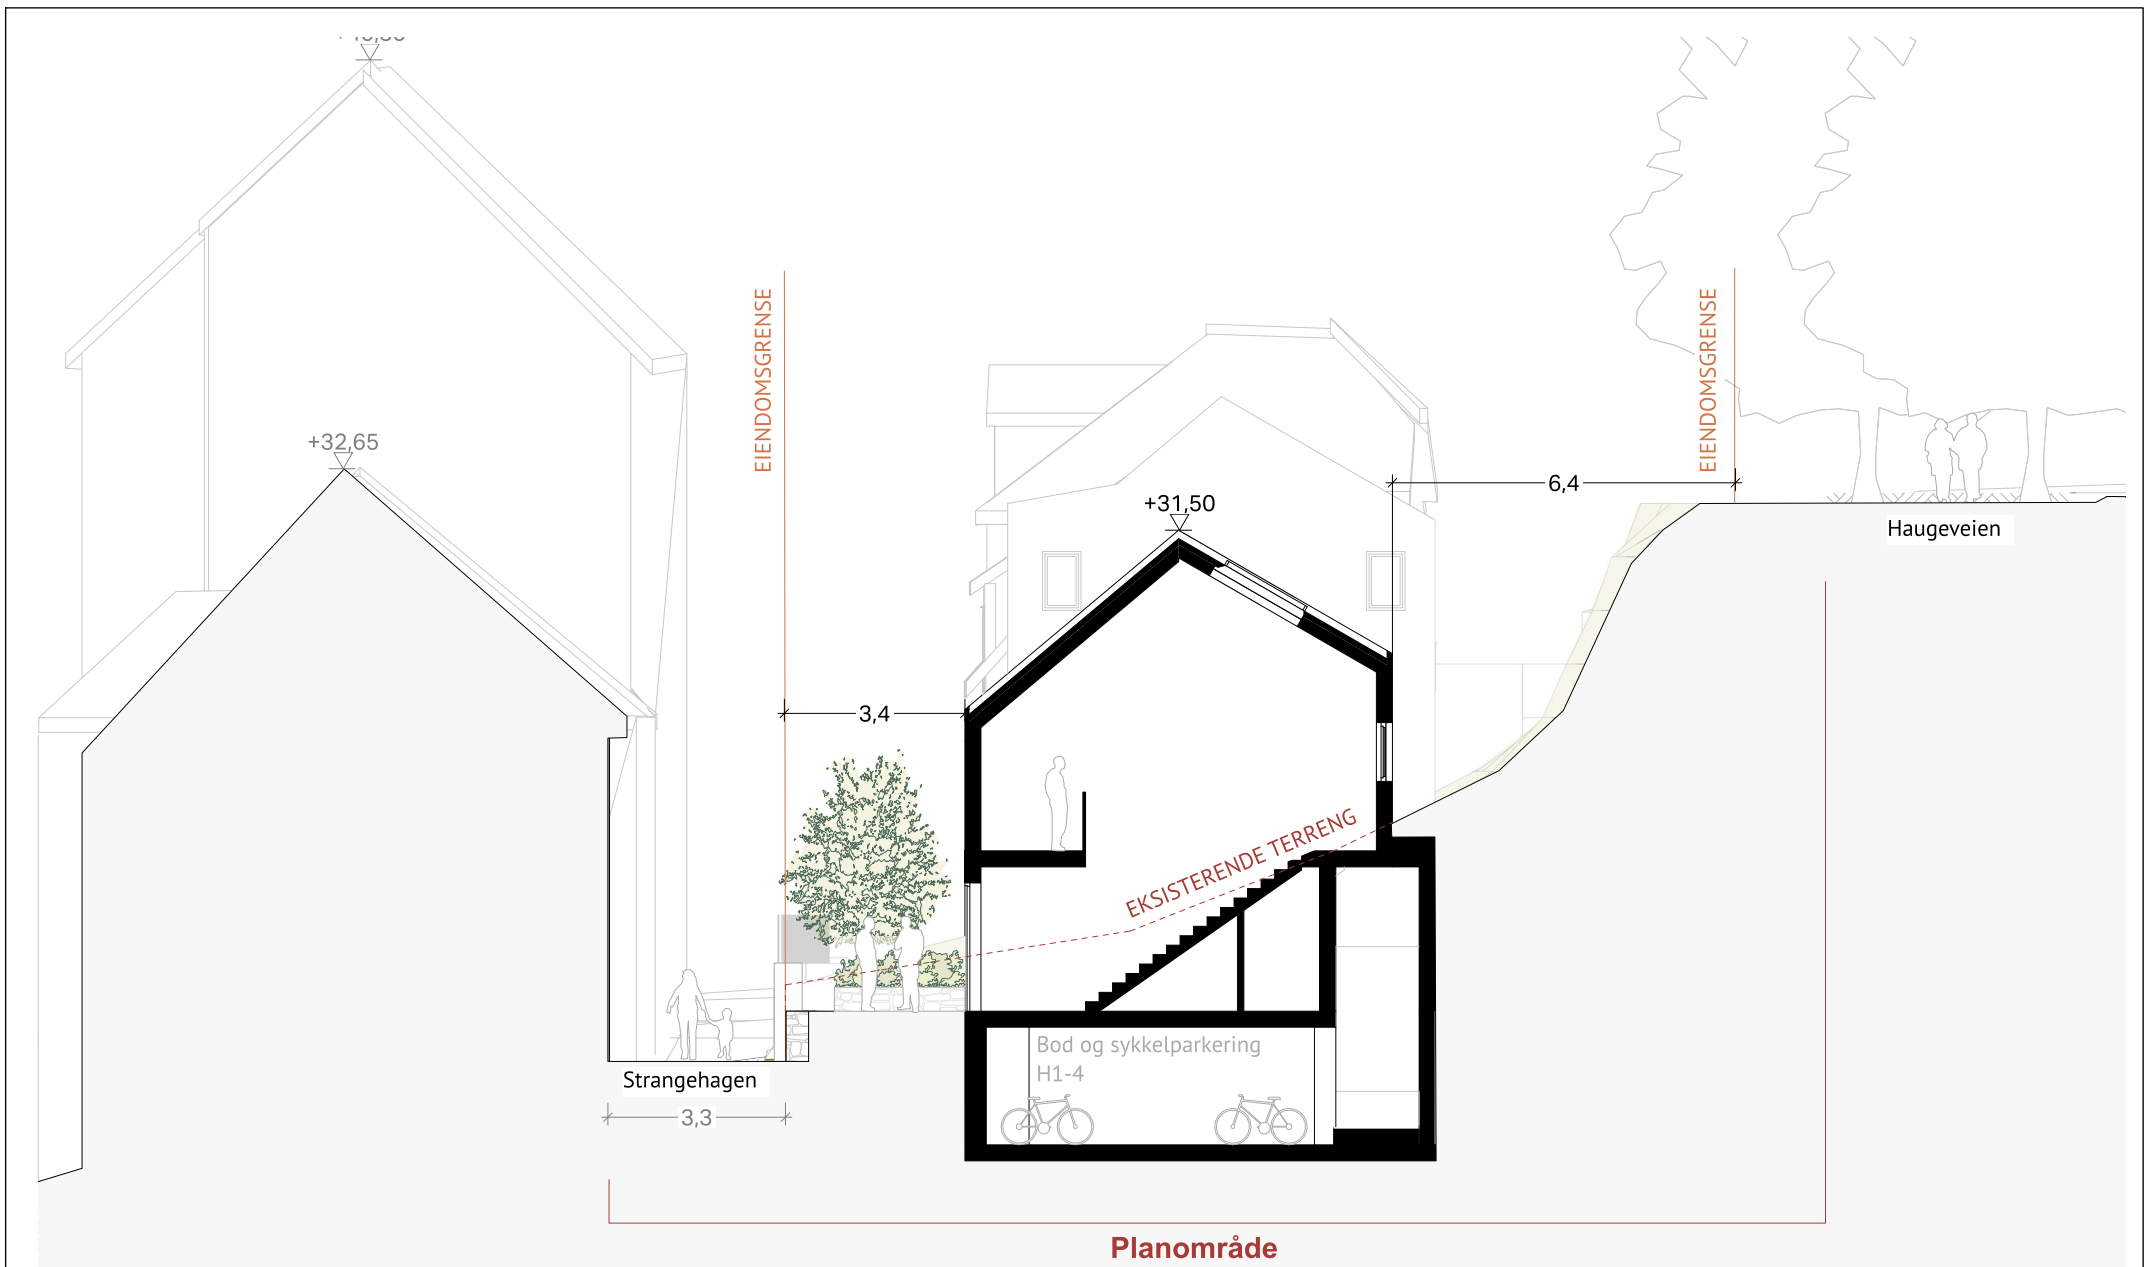 EIENDOMSGRENSE
EIENDOMSGRENSE
+32,65
6,4
+31,50
Haugeveien
3,4
EKSISTERENDE TERRENG
Bod og sykkelparkering
H1-4
Strangehagen
3,3
Planområde